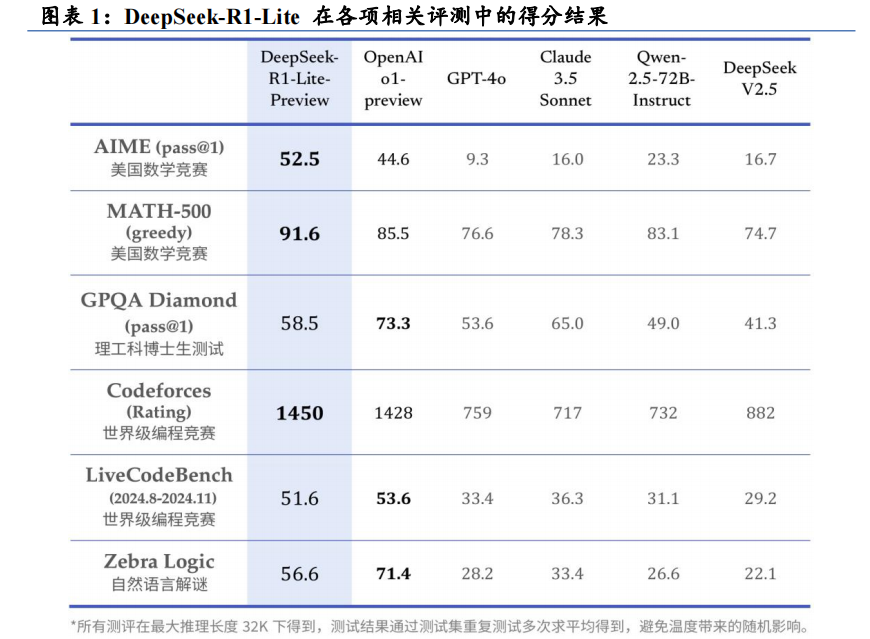 图表 1：DeepSeek-R1-Lite 在各项相关评测中的得分结果
DeepSeek-R1-Lite-Preview OpenAI o1-preview GPT-4o Claude 3.5 Sonnet Qwen-2.5-72B-Instruct DeepSeek V2.5
AIME (pass@1)
美国数学竞赛
52.5 44.6 9.3 16.0 23.3 16.7
MATH-500
(greedy)
美国数学竞赛
91.6 85.5 76.6 78.3 83.1 74.7
GPQA Diamond
(pass@1)
理工科博士生测试
58.5 73.3 53.6 65.0 49.0 41.3
Codeforces
(Rating)
世界级编程竞赛
1450 1428 759 717 732 882
LiveCodeBench
(2024.8-2024.11)
世界级编程竞赛
51.6 53.6 33.4 36.3 31.1 29.2
Zebra Logic
自然语言解谜
56.6 71.4 28.2 33.4 26.6 22.1
*所有测评在最大推理长度 32K 下得到，测试结果通过测试集重复测试多次求平均得到，避免温度带来的随机影响。